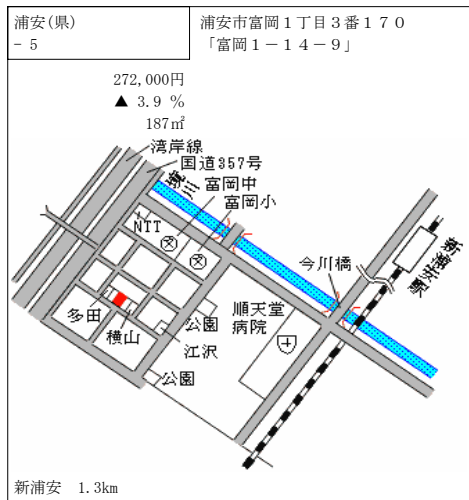 浦安(県)
- 5
浦安市富岡1丁目3番170
「富岡1-14-9」
272,000円
▲ 3.9 %
187㎡
湾岸線
国道357号
境川
富岡中
富岡小
NTT
新浦安駅
今川橋
多田
横山
公園
江沢
順天堂
病院
公園
新浦安 1.3km